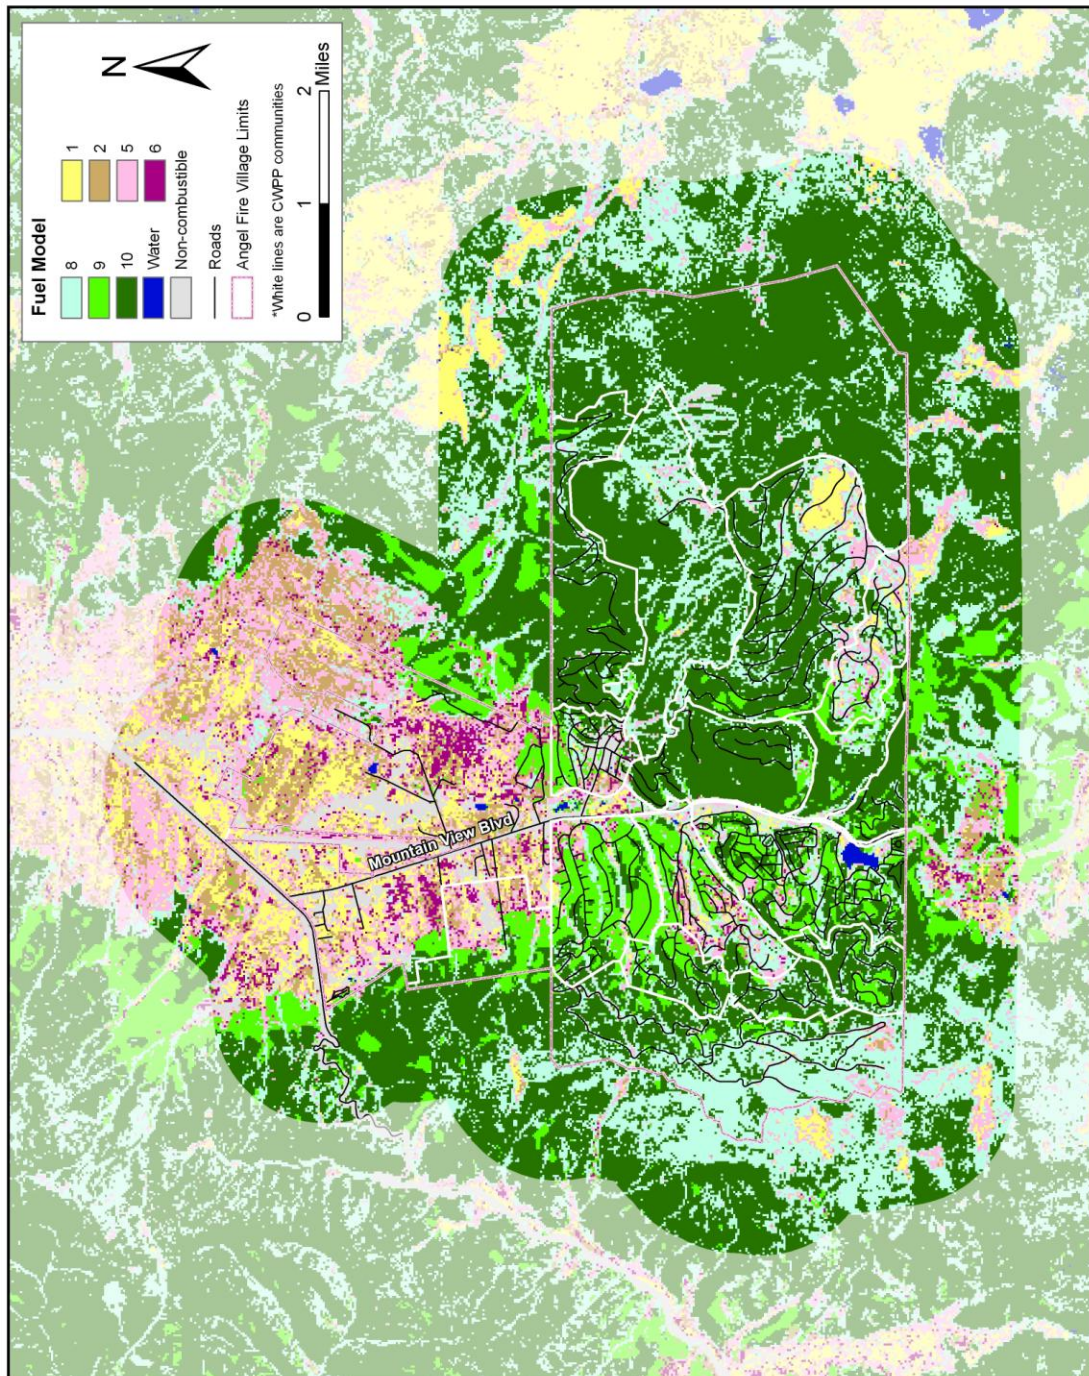 Fuel Model
8
9
10
Water
Non-combustible
Roads
Angel Fire Village Limits
1
2
5
6
*White lines are CWPP communities
0 1 2 Miles
N
Mountain View Blvd